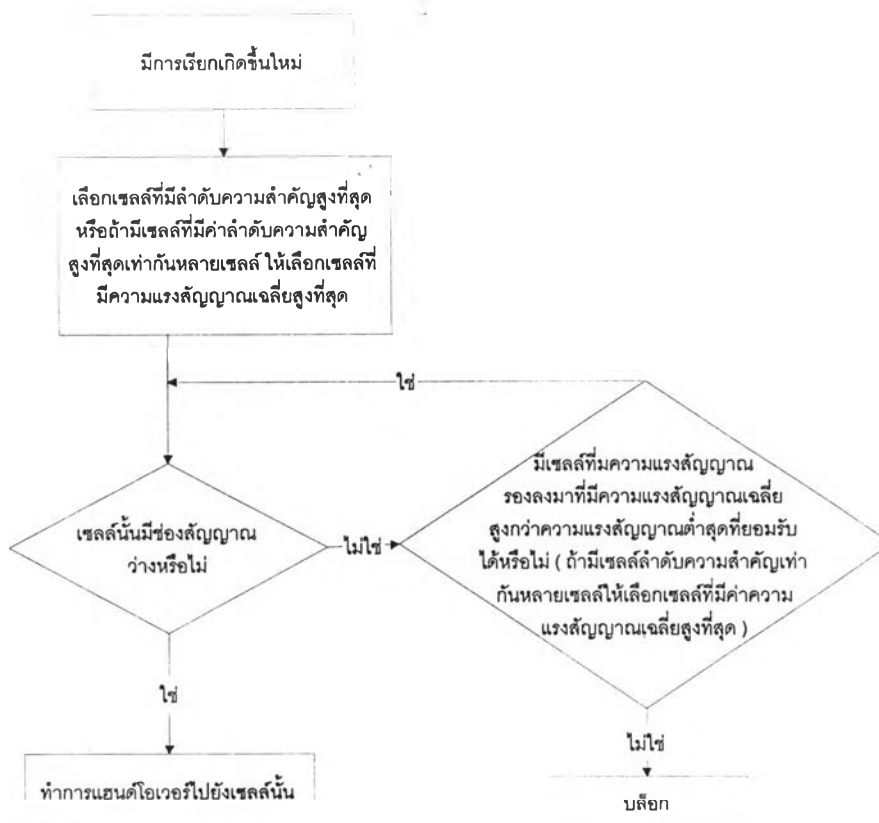 มีการเรียกเกิดขึ้นใหม่
เลือกเซลล์ที่มีลำดับความสำคัญสูงที่สุด
หรือถ้ามีเซลล์ที่มีค่าลำดับความสำคัญ
สูงที่สุดเท่ากันหลายเซลล์ ให้เลือกเซลล์ที่
มีความแรงสัญญาณเฉลี่ยสูงที่สุด
ใช่
เซลล์นั้นมีช่องสัญญาณ
ว่างหรือไม่
ไม่ใช่
มีเซลล์ที่มความแรงสัญญาณ
รองลงมาที่มีความแรงสัญญาณเฉลี่ย
สูงกว่าความแรงสัญญาณต่ำสุดที่ยอมรับ
ได้หรือไม่ ( ถ้ามีเซลล์ลำดับความสำคัญเท่า
กันหลายเซลล์ให้เลือกเซลล์ที่มีค่าความ
แรงสัญญาณเฉลี่ยสูงที่สุด )
ใช่
ไม่ใช่
ทำการแฮนด์โอเวอร์ไปยังเซลล์นั้น
บล็อก